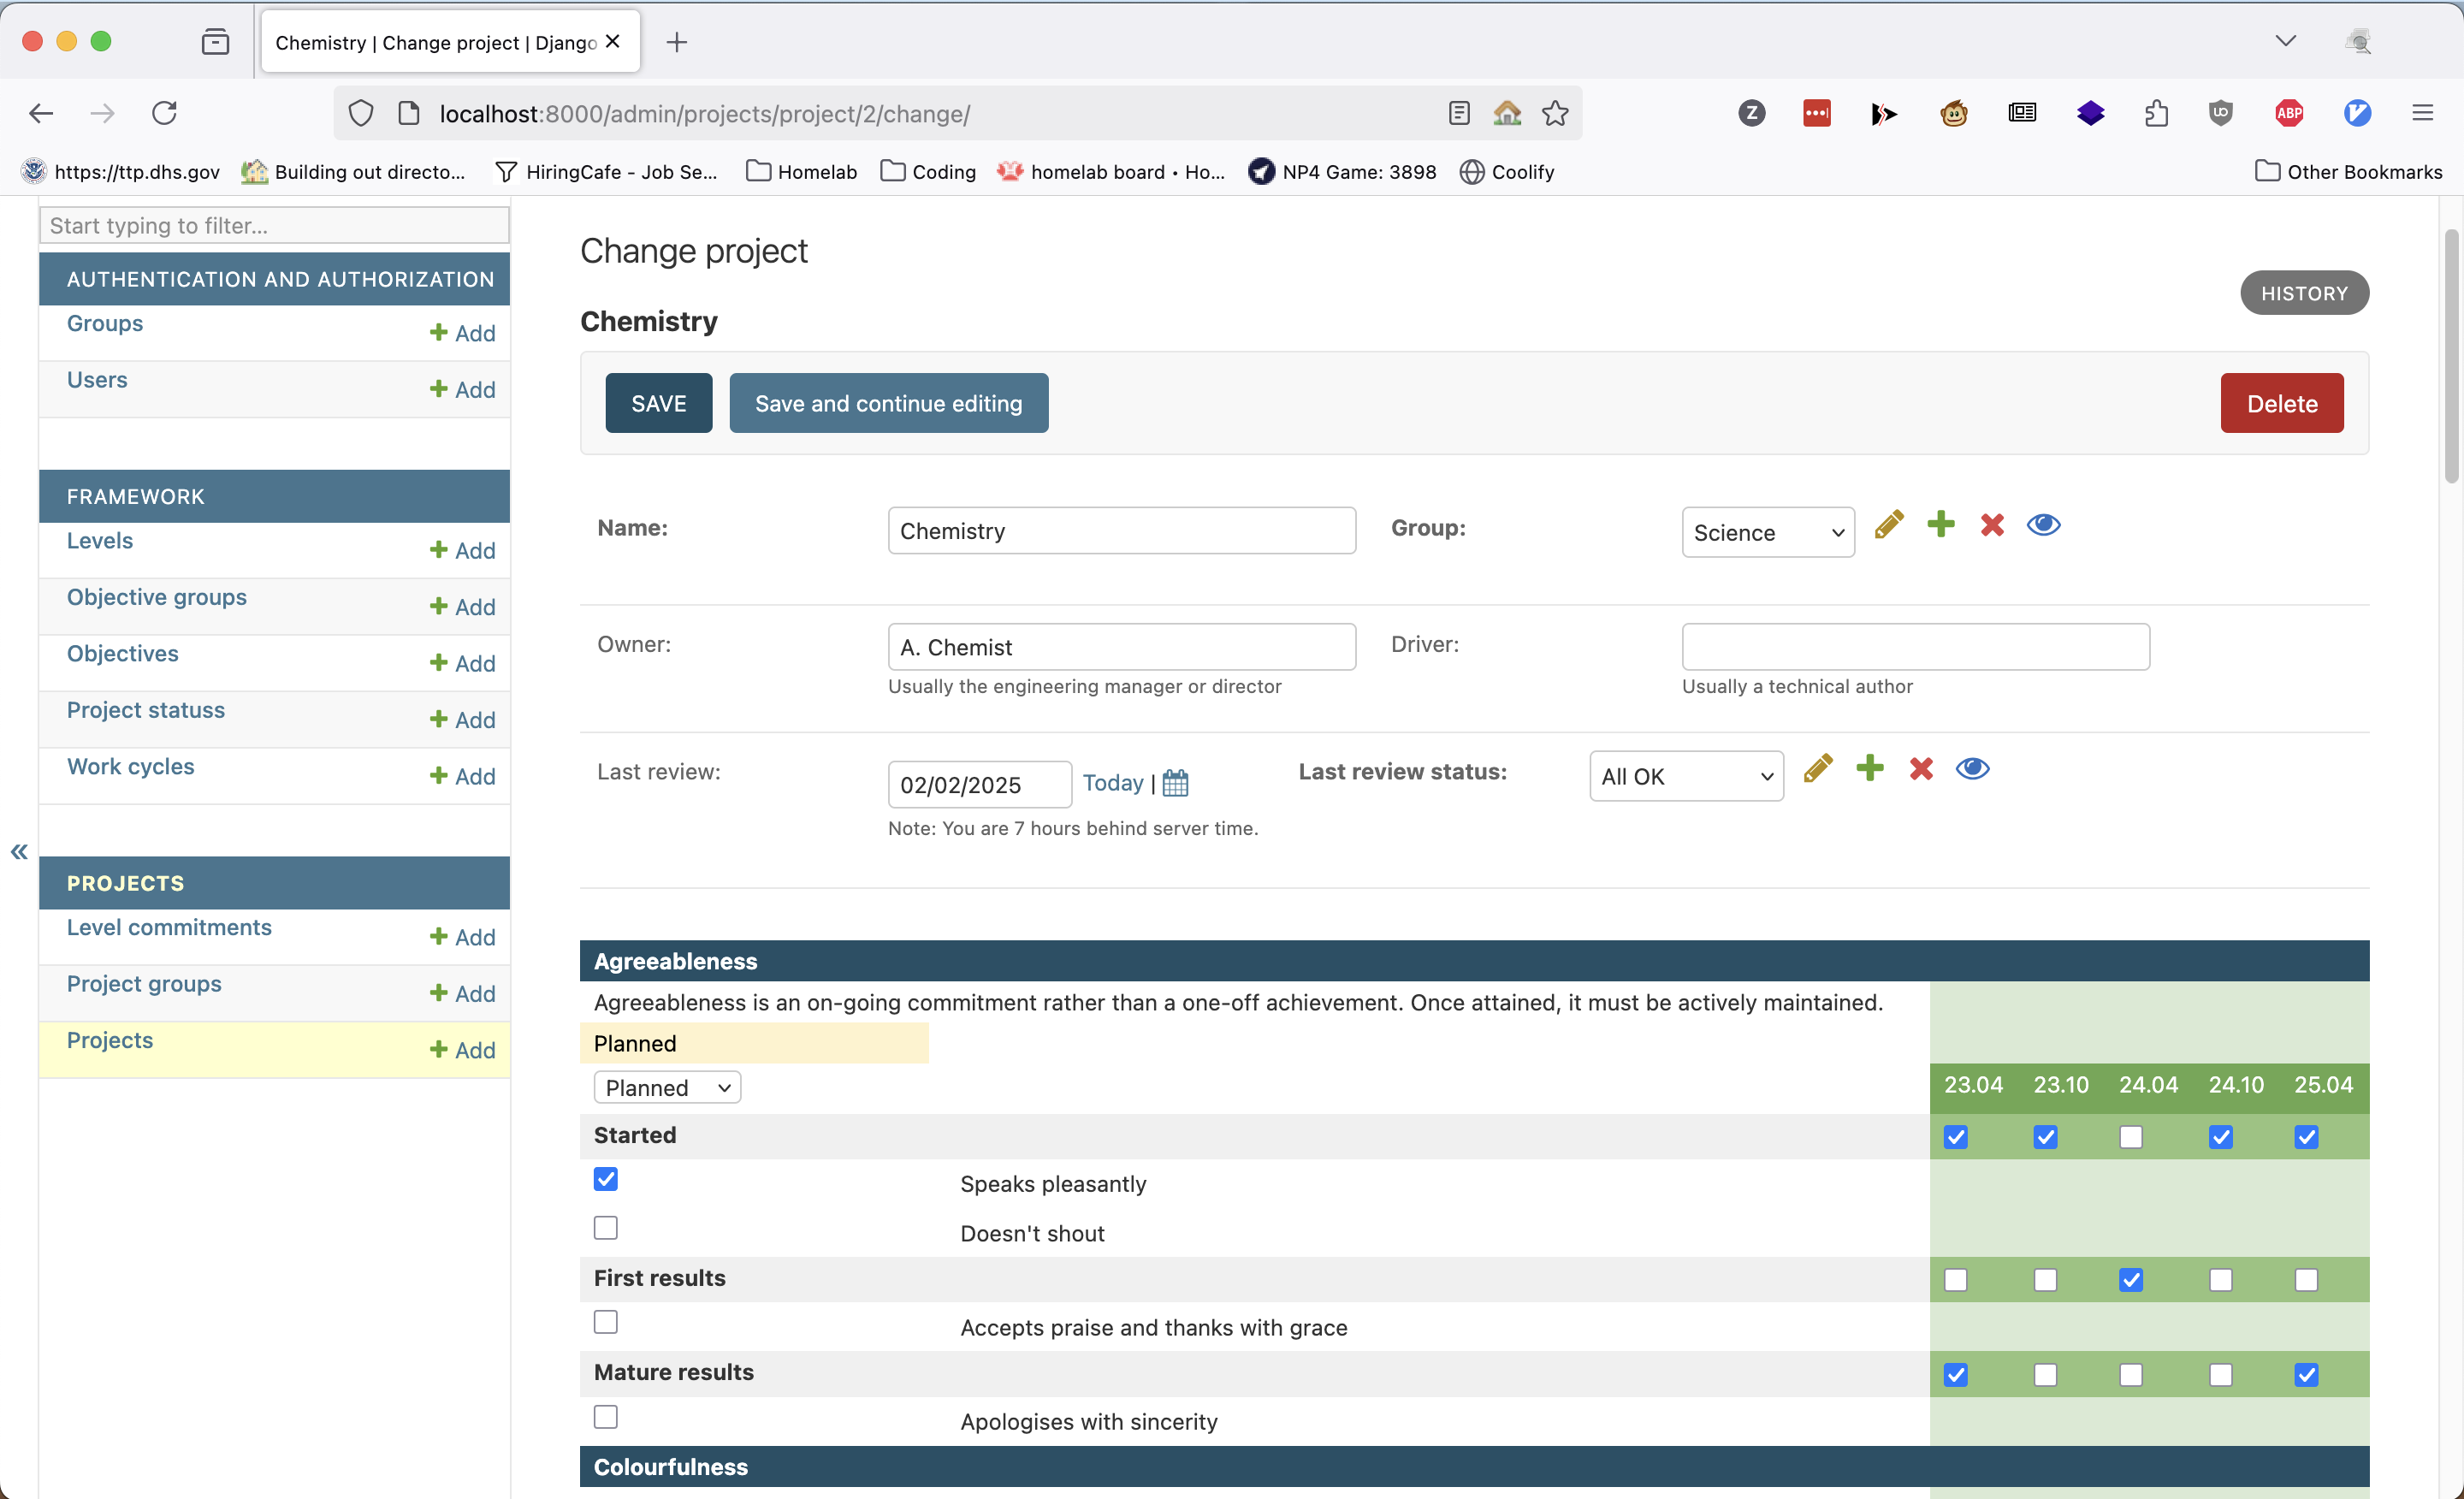 Chemistry | Change project | Django
localhost:8000/admin/projects/project/2/change/
Z
UO
ABP
https://ttp.dhs.gov
Building out directo...
HiringCafe - Job Se...
Homelab
Coding
homelab board • Ho...
NP4 Game: 3898
Coolify
Other Bookmarks
Start typing to filter...
AUTHENTICATION AND AUTHORIZATION
Groups
Add
Users
Add
FRAMEWORK
Levels
Add
Objective groups
Add
Objectives
Add
Project statuss
Add
Work cycles
Add
«
PROJECTS
Level commitments
Add
Project groups
Add
Projects
Add
Change project
HISTORY
Chemistry
SAVE
Save and continue editing
Delete
Name:
Chemistry
Group:
Science
Owner:
A. Chemist
Usually the engineering manager or director
Driver:
Usually a technical author
Last review:
02/02/2025
Today |
Note: You are 7 hours behind server time.
Last review status:
All OK
Agreeableness
Agreeableness is an on-going commitment rather than a one-off achievement. Once attained, it must be actively maintained.
Planned
Planned
23.04 23.10 24.04 24.10 25.04
Started
Speaks pleasantly
Doesn't shout
First results
Accepts praise and thanks with grace
Mature results
Apologises with sincerity
Colourfulness